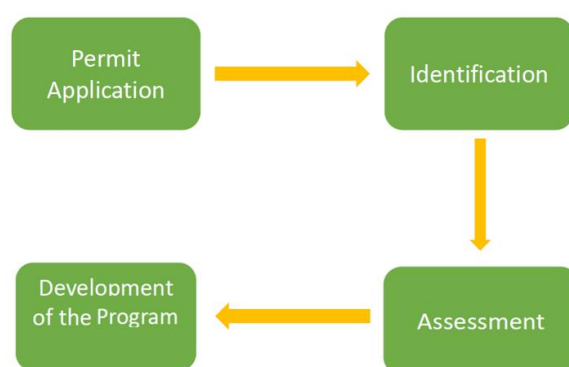 Permit
Application
Identification
Assessment
Development
of the Program